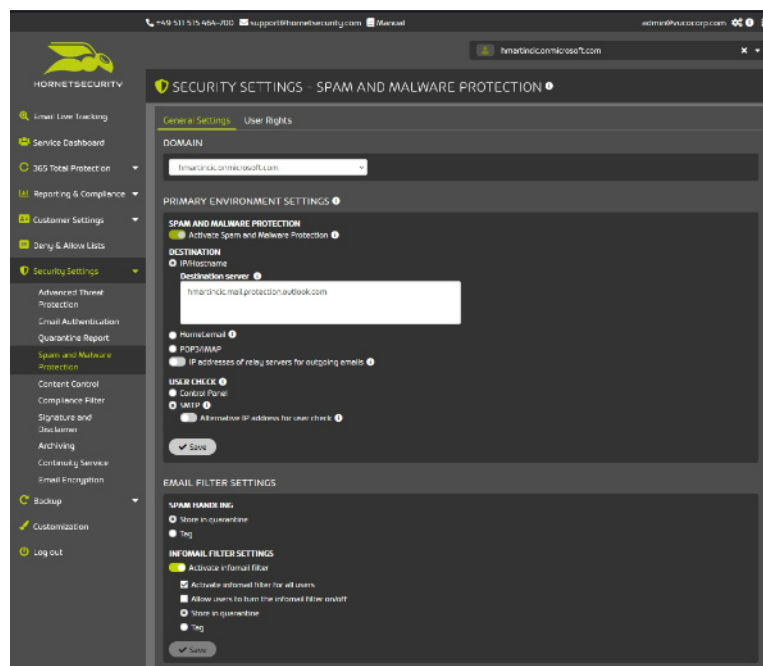 +49 511 515 464-200 support@hornetsecurity.com Manual
admin@vucocorp.com
hmartincic.onmicrosoft.com
HORNETSECURITY
SECURITY SETTINGS - SPAM AND MALWARE PROTECTION
Email Live Tracking
Service Dashboard
365 Total Protection
Reporting & Compliance
Customer Settings
Deny & Allow Lists
Security Settings
Advanced Threat
Protection
Email Authentication
Quarantine Report
Spam and Malware
Protection
Content Control
Compliance Filter
Signature and
Disclaimer
Archiving
Continuity Service
Email Encryption
Backup
Customization
Log out
General Settings User Rights
DOMAIN
hmartincic.onmicrosoft.com
PRIMARY ENVIRONMENT SETTINGS
SPAM AND MALWARE PROTECTION
Activate Spam and Malware Protection
DESTINATION
IP/Hostname
Destination server
hmartincic.mail.protection.outlook.com
Hornet.email
POP3/IMAP
IP addresses of relay servers for outgoing emails
USER CHECK
Control Panel
SMTP
Alternative IP address for user check
Save
EMAIL FILTER SETTINGS
SPAM HANDLING
Store in quarantine
Tag
INFOMAIL FILTER SETTINGS
Activate infomail filter
Activate infomail filter for all users
Allow users to turn the infomail filter on/off
Store in quarantine
Tag
Save